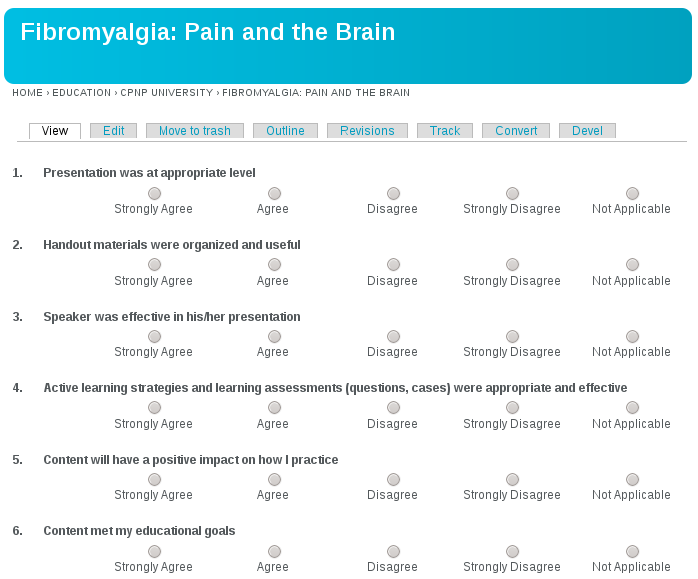 Fibromyalgia: Pain and the Brain
HOME › EDUCATION › CPNP UNIVERSITY › FIBROMYALGIA: PAIN AND THE BRAIN
View Edit Move to trash Outline Revisions Track Convert Devel
1. Presentation was at appropriate level
Strongly Agree Agree Disagree Strongly Disagree Not Applicable
2. Handout materials were organized and useful
Strongly Agree Agree Disagree Strongly Disagree Not Applicable
3. Speaker was effective in his/her presentation
Strongly Agree Agree Disagree Strongly Disagree Not Applicable
4. Active learning strategies and learning assessments (questions, cases) were appropriate and effective
Strongly Agree Agree Disagree Strongly Disagree Not Applicable
5. Content will have a positive impact on how I practice
Strongly Agree Agree Disagree Strongly Disagree Not Applicable
6. Content met my educational goals
Strongly Agree Agree Disagree Strongly Disagree Not Applicable